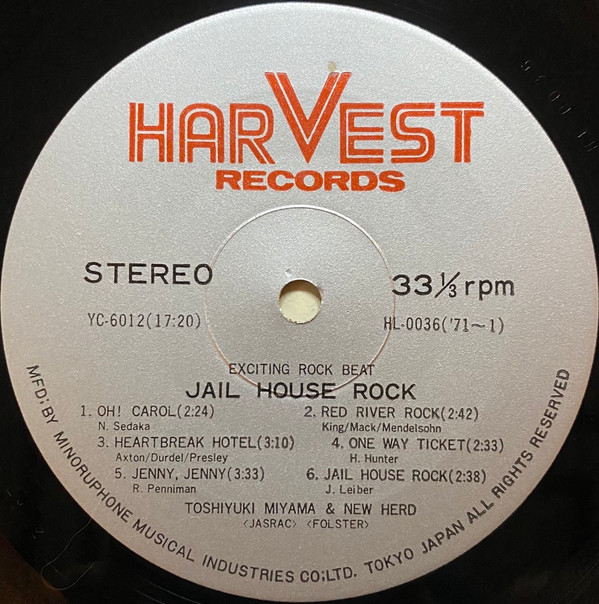 HARVEST
RECORDS
STEREO
33 1/3 rpm
YC-6012(17:20)
HL-0036('71~1)
EXCITING ROCK BEAT
JAIL HOUSE ROCK
1. OH! CAROL(2:24)
N. Sedaka
2. RED RIVER ROCK(2:42)
King/Mack/Mendelsohn
3. HEARTBREAK HOTEL(3:10)
Axton/Durdel/Presley
4. ONE WAY TICKET(2:33)
H. Hunter
5. JENNY, JENNY(3:33)
R. Penniman
6. JAIL HOUSE ROCK(2:38)
J. Leiber
TOSHIYUKI MIYAMA & NEW HERD
<JASRAC> <FOLSTER>
MFD; BY MINORUPHONE MUSICAL INDUSTRIES CO;LTD. TOKYO JAPAN ALL RIGHTS RESERVED